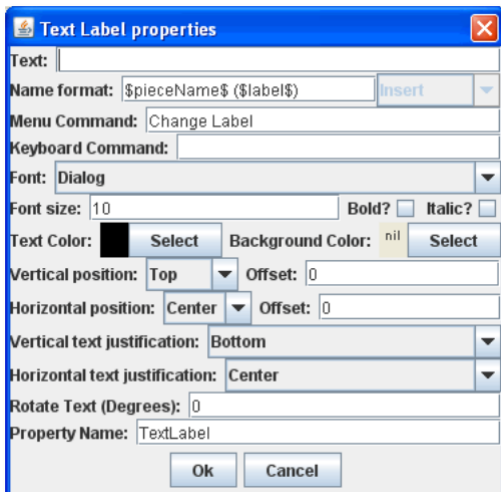 Text Label properties
Text:
Name format: $pieceName$ ($label$) Insert
Menu Command: Change Label
Keyboard Command:
Font: Dialog
Font size: 10 Bold? Italic?
Text Color: Select Background Color: nil Select
Vertical position: Top Offset: 0
Horizontal position: Center Offset: 0
Vertical text justification: Bottom
Horizontal text justification: Center
Rotate Text (Degrees): 0
Property Name: TextLabel
Ok Cancel